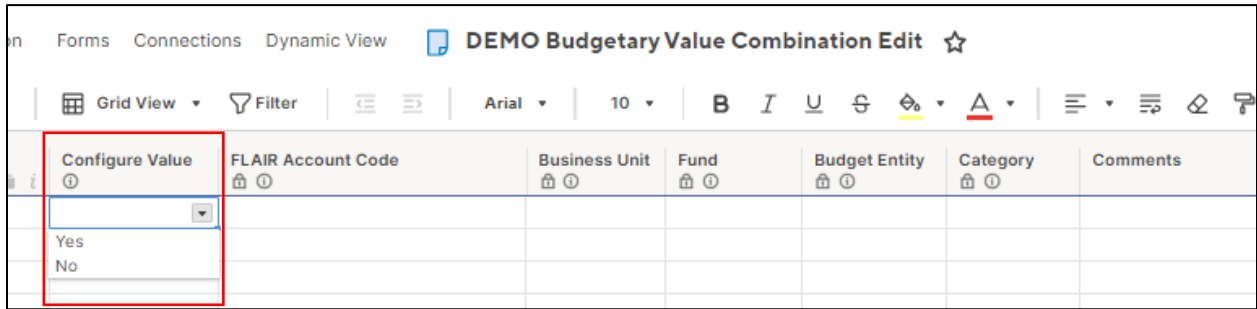 on Forms Connections Dynamic View DEMO Budgetary Value Combination Edit
Grid View Filter Arial 10 B I U S A
Configure Value FLAIR Account Code Business Unit Fund Budget Entity Category Comments
Yes
No